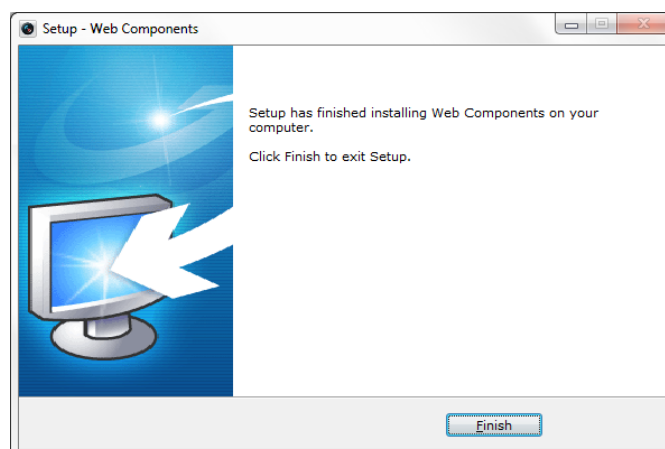 Setup - Web Components
Setup has finished installing Web Components on your
computer.
Click Finish to exit Setup.
Finish